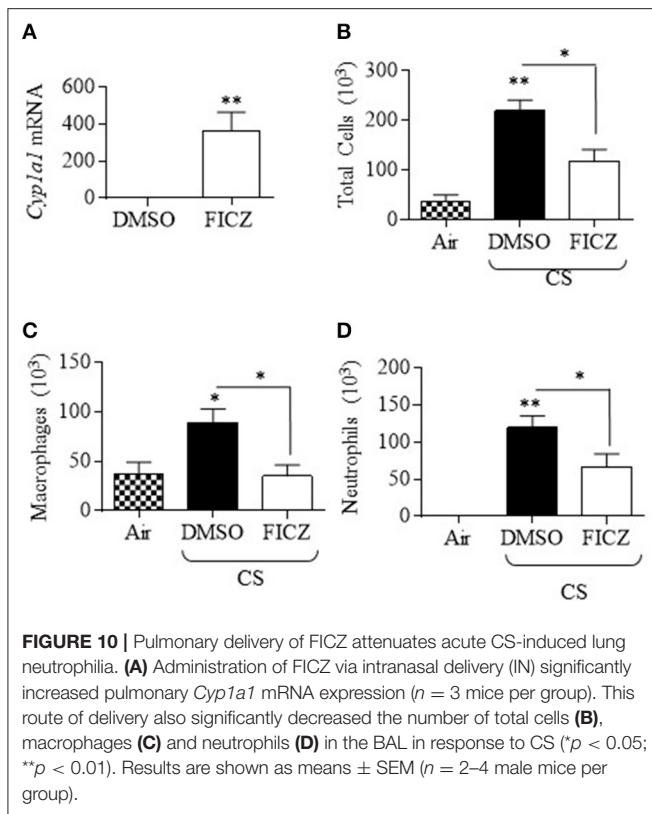 A
Cyp1a1 mRNA
600
400
200
0
**
DMSO
FICZ
B
Total Cells (10³)
300
200
100
0
**
*
Air
DMSO
FICZ
CS
C
Macrophages (10³)
150
100
50
0
*
*
Air
DMSO
FICZ
CS
D
Neutrophils (10³)
200
150
100
50
0
**
*
Air
DMSO
FICZ
CS
FIGURE 10 | Pulmonary delivery of FICZ attenuates acute CS-induced lung
neutrophilia. (A) Administration of FICZ via intranasal delivery (IN) significantly
increased pulmonary Cyp1a1 mRNA expression (n = 3 mice per group). This
route of delivery also significantly decreased the number of total cells (B),
macrophages (C) and neutrophils (D) in the BAL in response to CS (*p < 0.05;
**p < 0.01). Results are shown as means ± SEM (n = 2–4 male mice per
group).